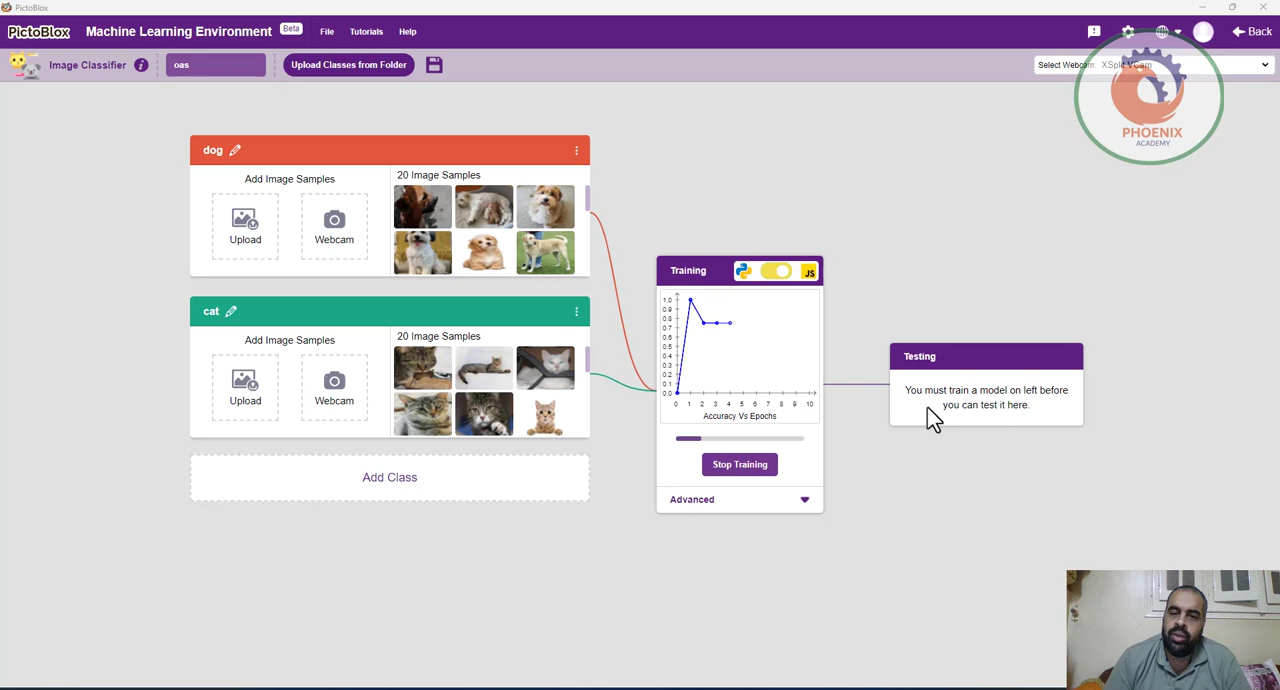 PictoBlox
PictoBlox Machine Learning Environment Beta File Tutorials Help Back
Image Classifier i oas Upload Classes from Folder Select Webcam: XSplit VCam
PHOENIX
ACADEMY
dog
Add Image Samples
Upload
Webcam
20 Image Samples
cat
Add Image Samples
Upload
Webcam
20 Image Samples
Add Class
Training
JS
1.0
0.9
0.8
0.7
0.6
0.5
0.4
0.3
0.2
0.1
0.0
0 1 2 3 4 5 6 7 8 9 10
Accuracy Vs Epochs
Stop Training
Advanced
Testing
You must train a model on left before
you can test it here.